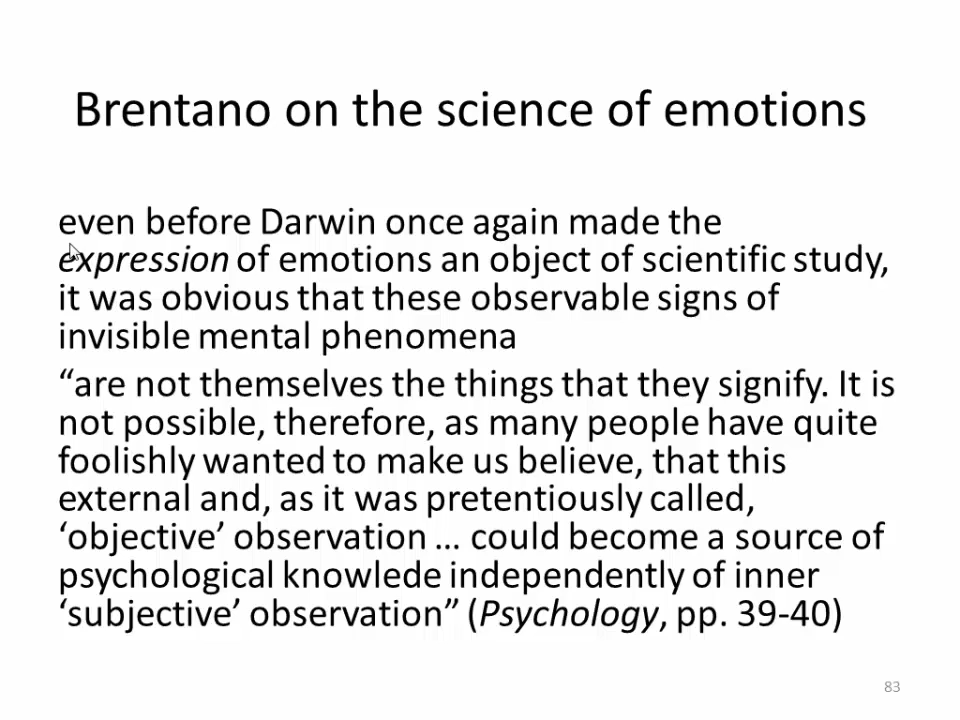 Brentano on the science of emotions
even before Darwin once again made the
expression of emotions an object of scientific study,
it was obvious that these observable signs of
invisible mental phenomena
“are not themselves the things that they signify. It is
not possible, therefore, as many people have quite
foolishly wanted to make us believe, that this
external and, as it was pretentiously called,
‘objective’ observation … could become a source of
psychological knowlede independently of inner
‘subjective’ observation” (Psychology, pp. 39-40)
83